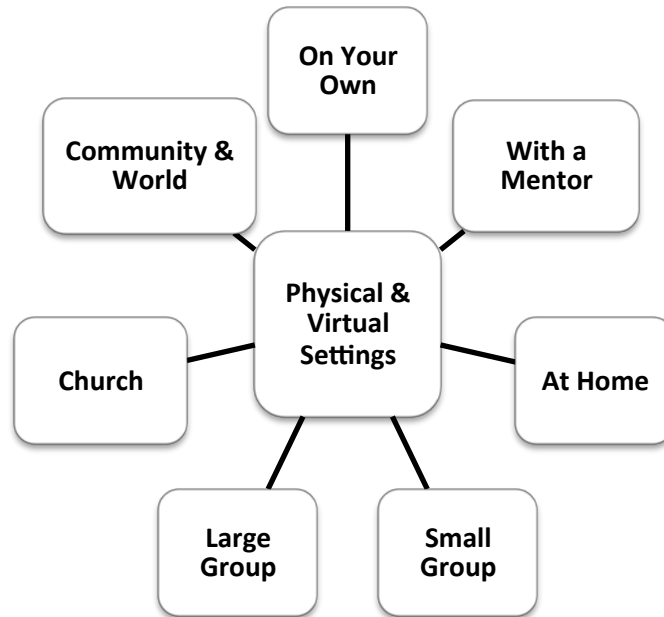 On Your
Own
Community &
World
With a
Mentor
Physical &
Virtual
Settings
Church
At Home
Large
Group
Small
Group